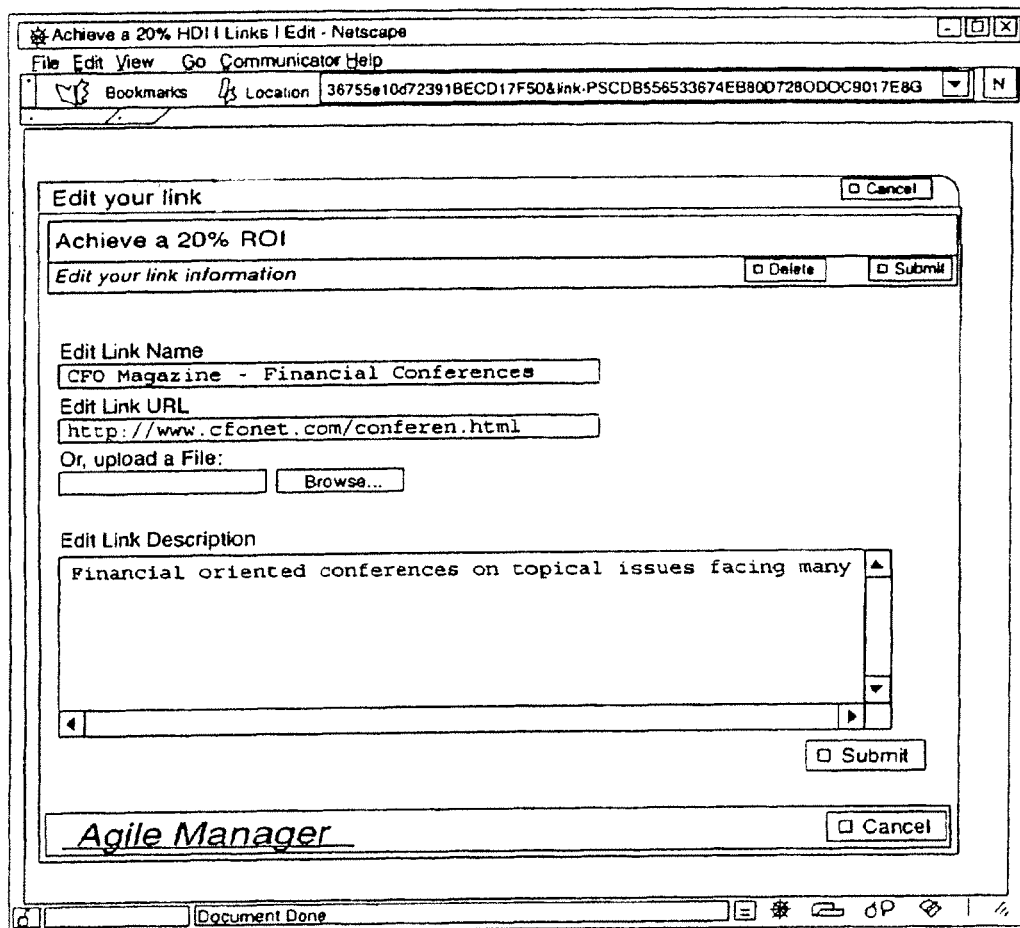 Achieve a 20% HDI I Links I Edit - Netscape
File Edit View Go Communicator Help
Bookmarks Location 36755e10d72391BECD17F50&link-PSCDB556533674EB80D728ODOC9017E8G N
Edit your link Cancel
Achieve a 20% ROI
Edit your link information Delete Submit
Edit Link Name
CFO Magazine - Financial Conferences
Edit Link URL
http://www.cfonet.com/conferen.html
Or, upload a File:
Browse...
Edit Link Description
Financial oriented conferences on topical issues facing many
Submit
Agile Manager Cancel
Document Done